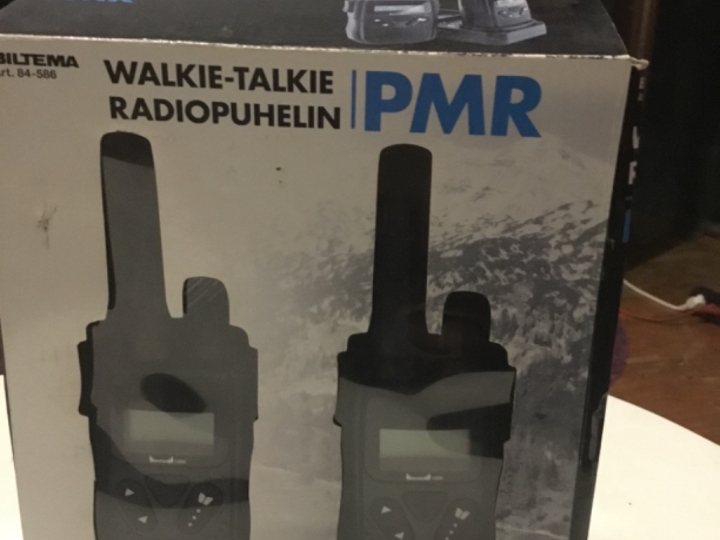 BILTEMA
Art. 84-586
WALKIE-TALKIE
RADIOPUHELIN
PMR